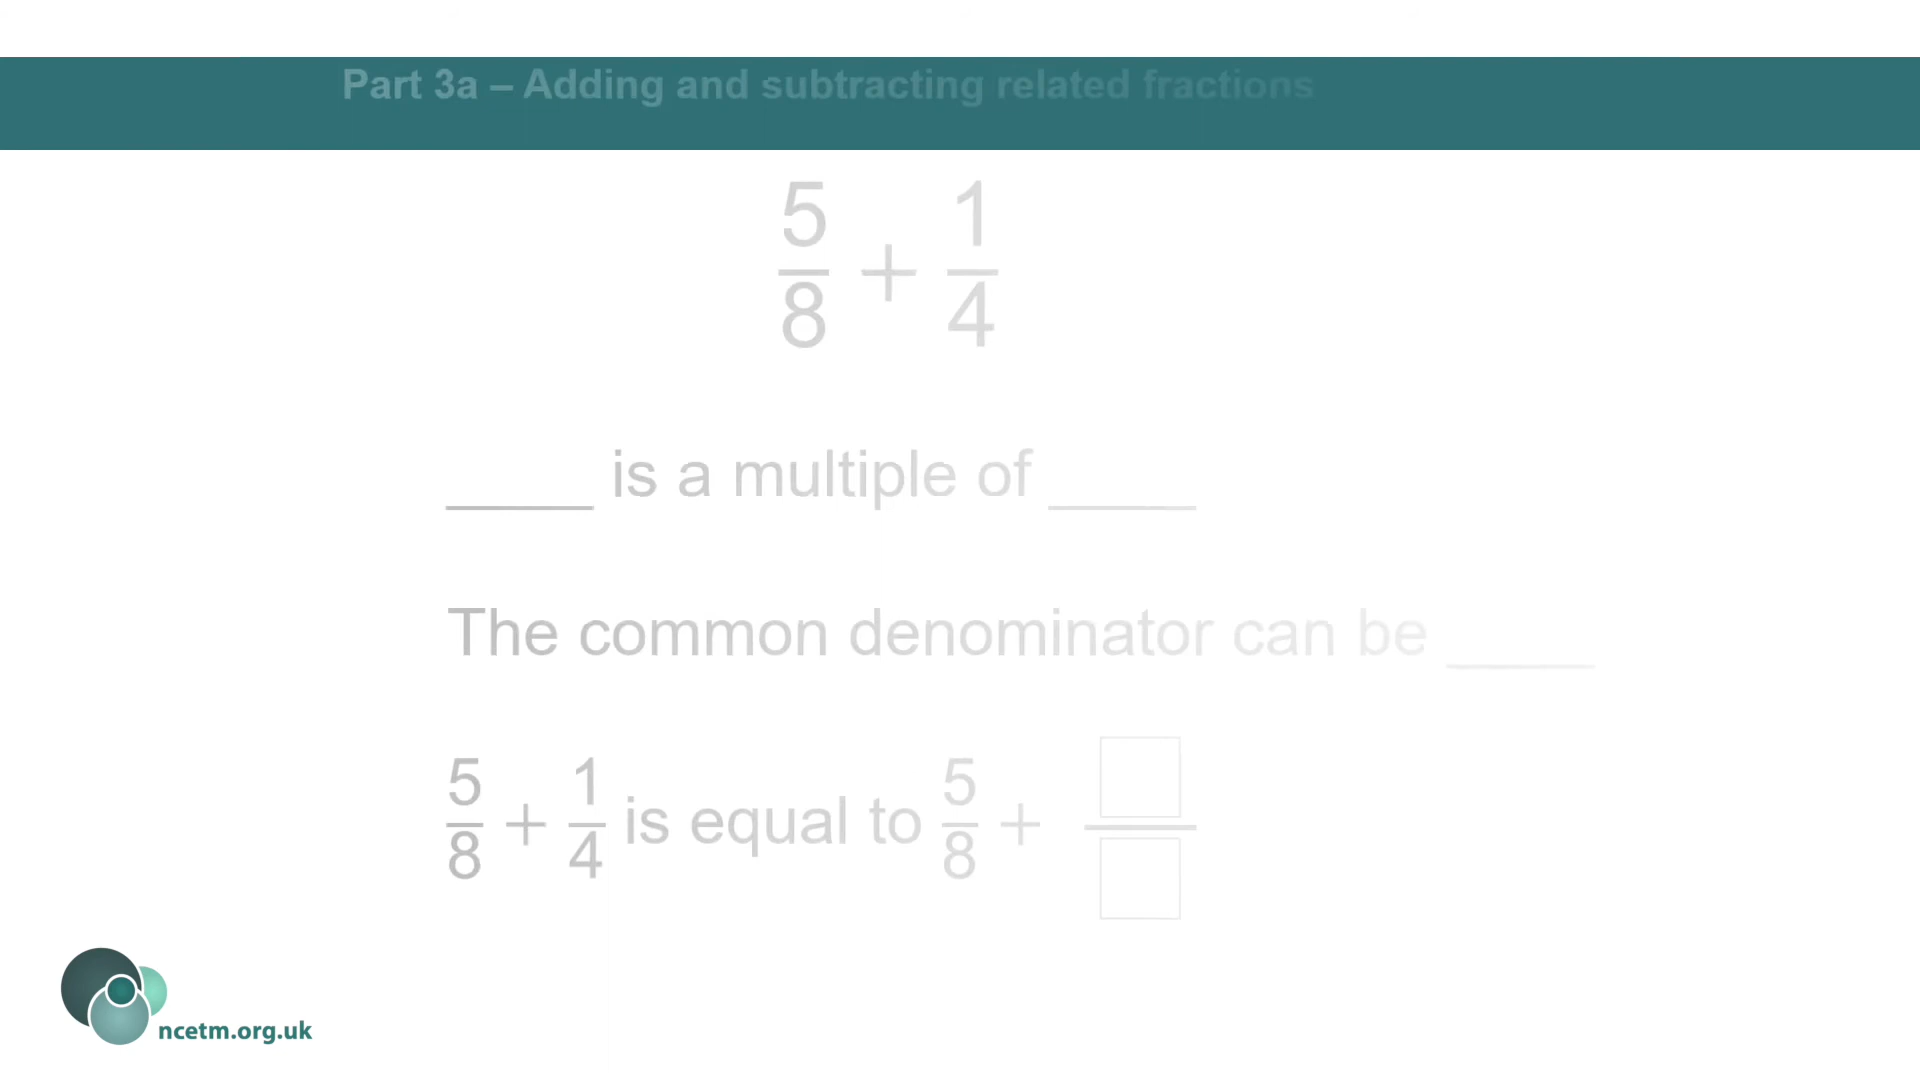 Part 3a – Adding and subtracting related fractions
5/8 + 1/4
____ is a multiple of ____
The common denominator can be ____
5/8 + 1/4 is equal to 5/8 + □/□
ncetm.org.uk